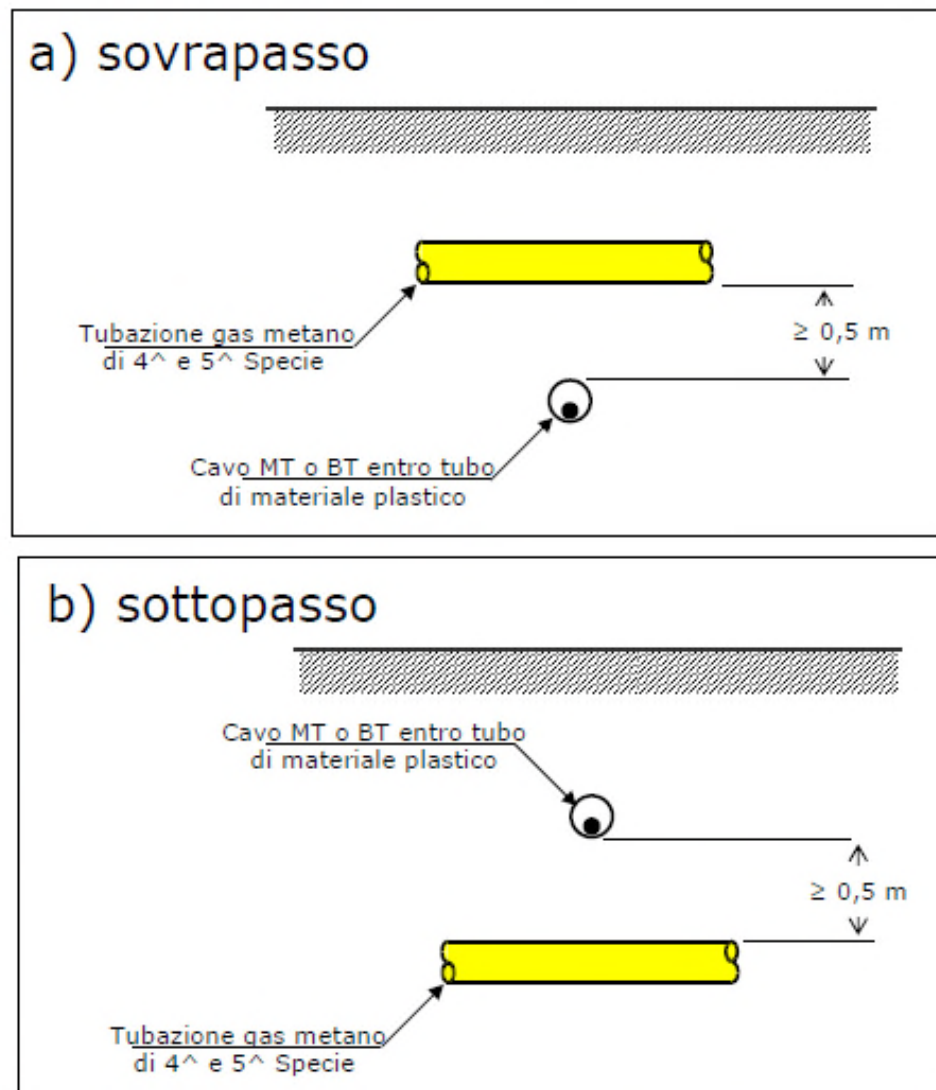 a) sovrapasso
Tubazione gas metano
di 4^ e 5^ Specie
≥ 0,5 m
Cavo MT o BT entro tubo
di materiale plastico
b) sottopasso
Cavo MT o BT entro tubo
di materiale plastico
≥ 0,5 m
Tubazione gas metano
di 4^ e 5^ Specie